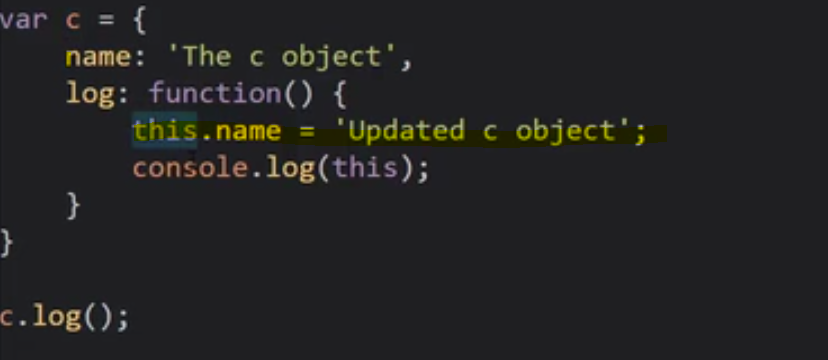 var c = {
name: 'The c object',
log: function() {
this.name = 'Updated c object';
console.log(this);
}
}
c.log();